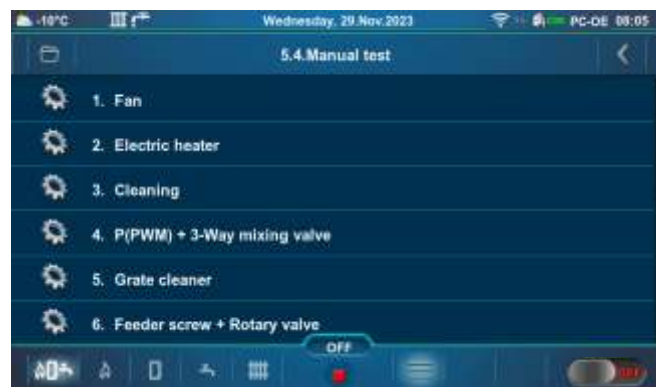 -10°C Wednesday, 29.Nov.2023 PC-OE 08:05
5.4.Manual test
1. Fan
2. Electric heater
3. Cleaning
4. P(PWM) + 3-Way mixing valve
5. Grate cleaner
6. Feeder screw + Rotary valve
OFF
OFF